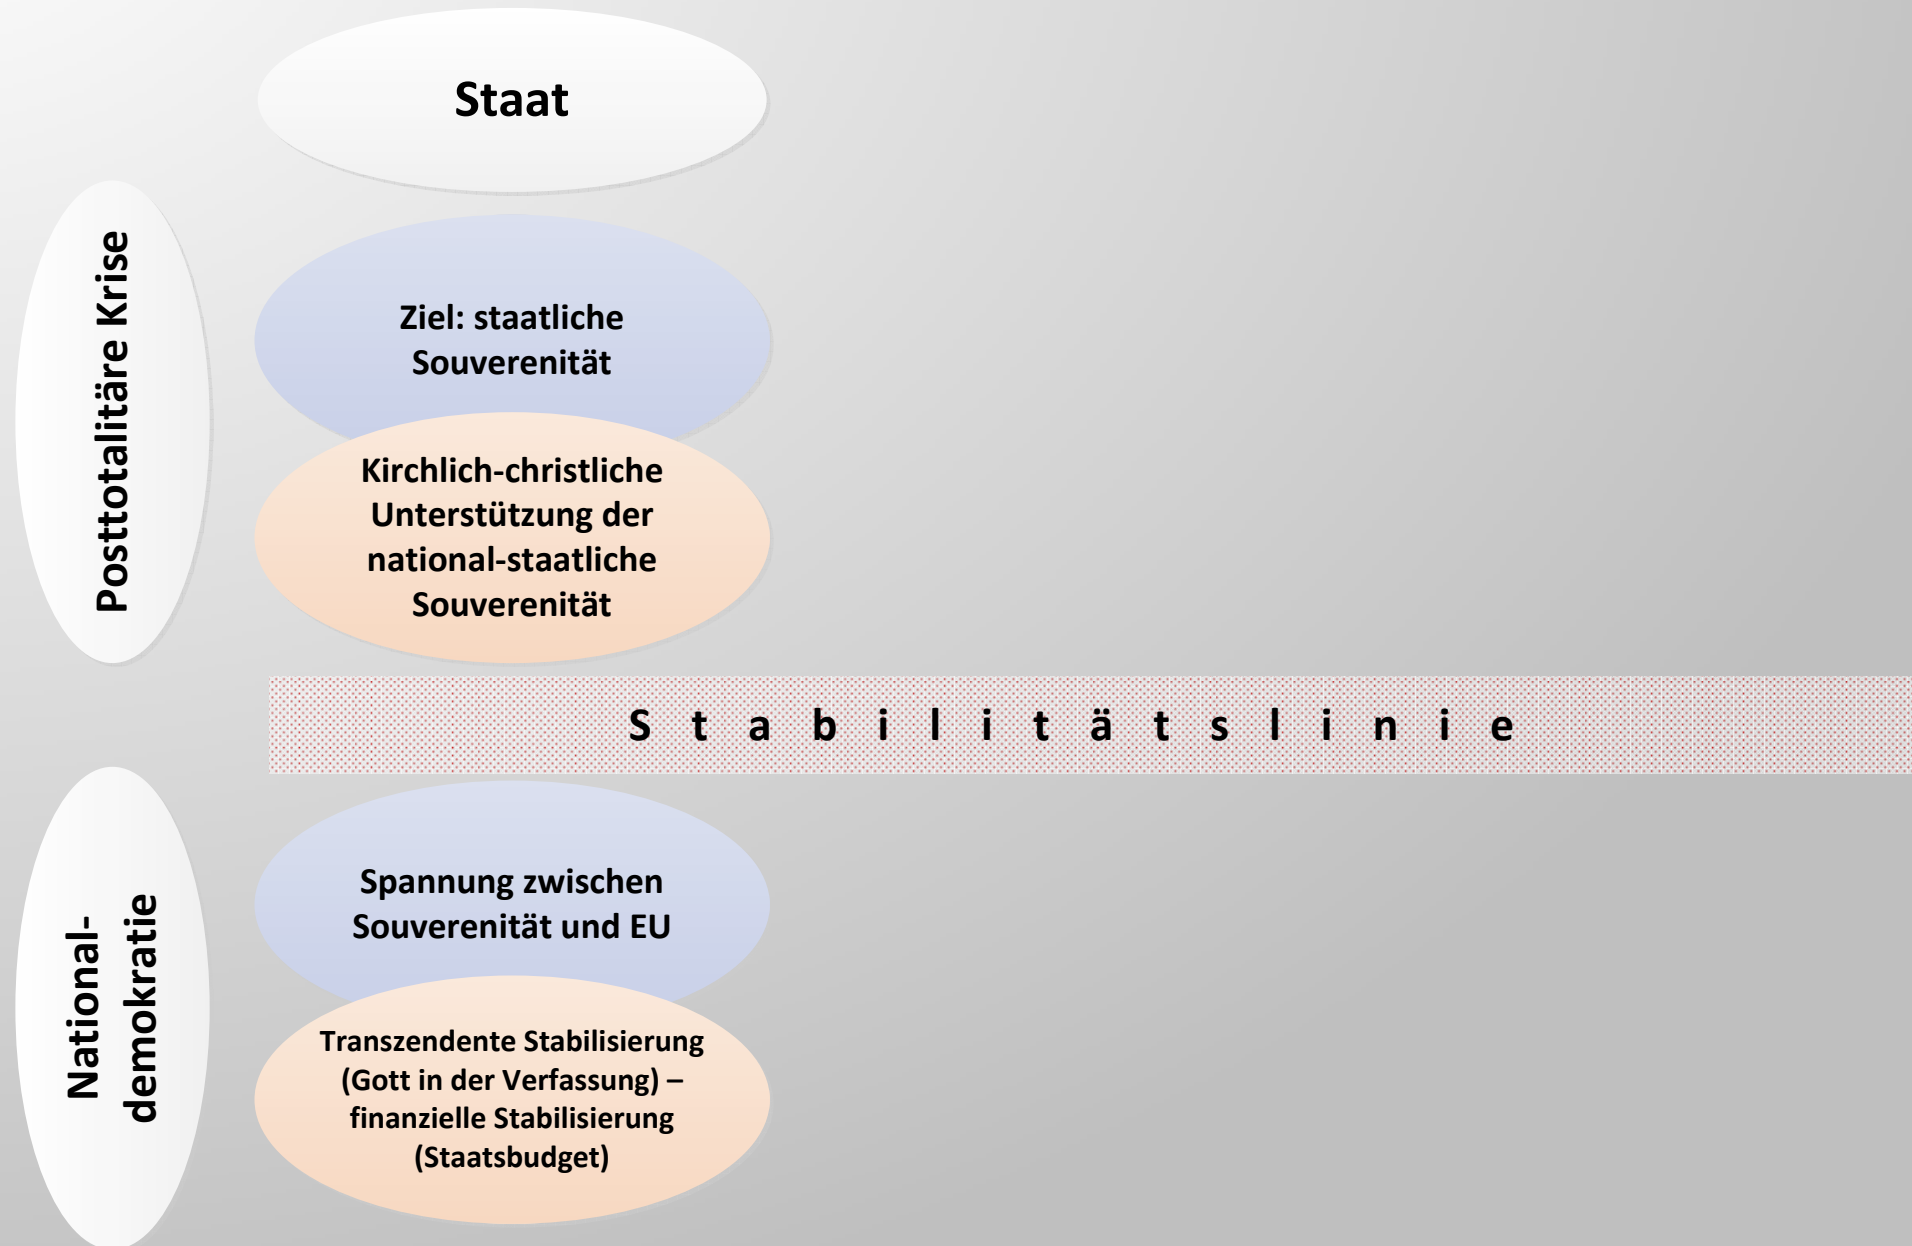 Staat
Posttotalitäre Krise
Ziel: staatliche
Souverenität
Kirchlich-christliche
Unterstützung der
national-staatliche
Souverenität
Stabilitätslinie
National-
demokratie
Spannung zwischen
Souverenität und EU
Transzendente Stabilisierung
(Gott in der Verfassung) –
finanzielle Stabilisierung
(Staatsbudget)